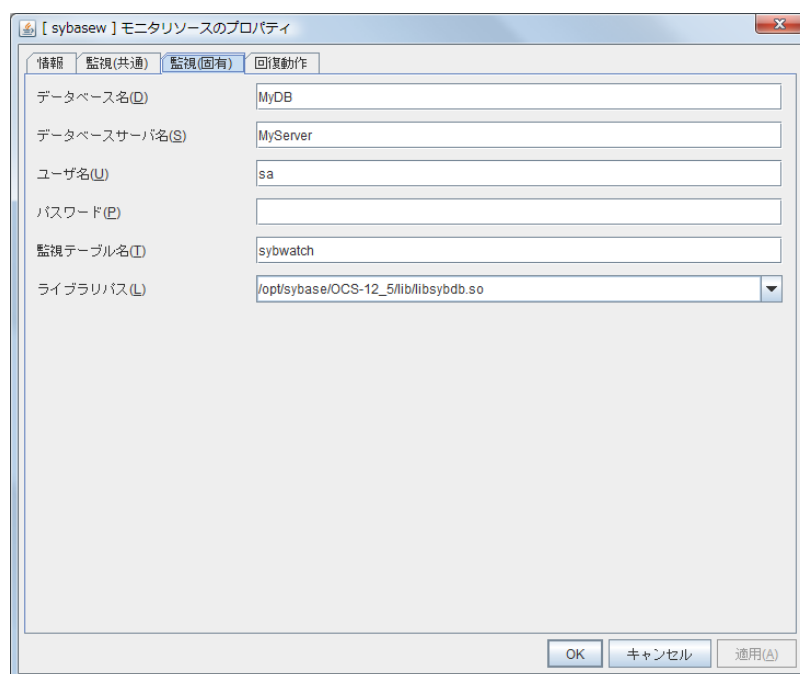 [ sybasew ] モニタリソースのプロパティ
情報 監視(共通) 監視(固有) 回復動作
データベース名(D) MyDB
データベースサーバ名(S) MyServer
ユーザ名(U) sa
パスワード(P)
監視テーブル名(T) sybwatch
ライブラリパス(L) /opt/sybase/OCS-12_5/lib/libsybdb.so
OK キャンセル 適用(A)